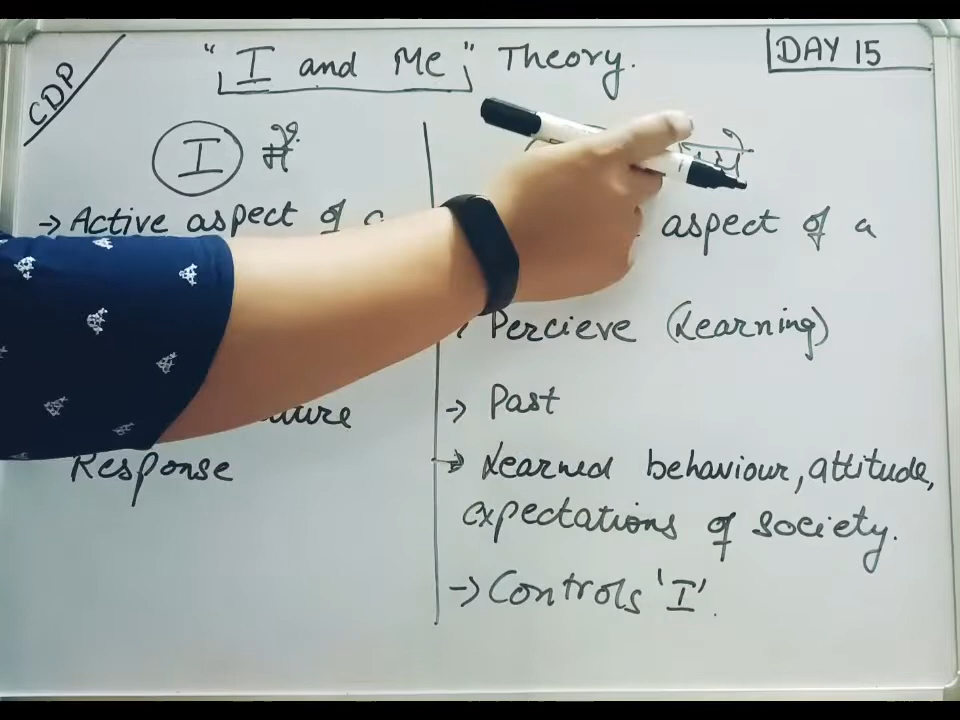 CDP
"I and Me" Theory.
DAY 15
I मैं
→ Active aspect of a
Response
aspect of a
Percieve (Learning)
→ Past
→ Learned behaviour, attitude,
expectations of society.
→ Controls 'I'.